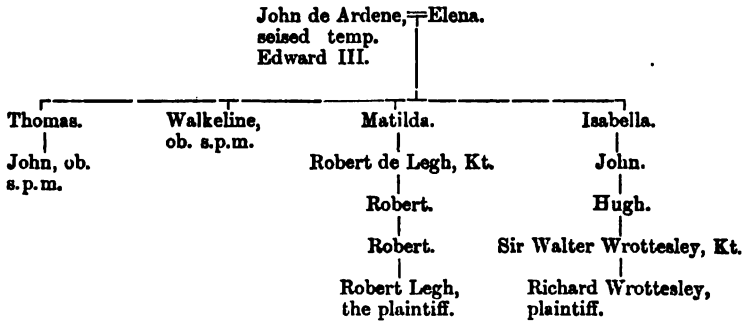 John de Ardene,=Elena.
seised temp.
Edward III.
Thomas. Walkeline, Matilda. Isabella.
ob. s.p.m.
John, ob. Robert de Legh, Kt. John.
s.p.m.
Robert. Hugh.
Robert. Sir Walter Wrottesley, Kt.
Robert Legh, Richard Wrottesley,
the plaintiff. plaintiff.